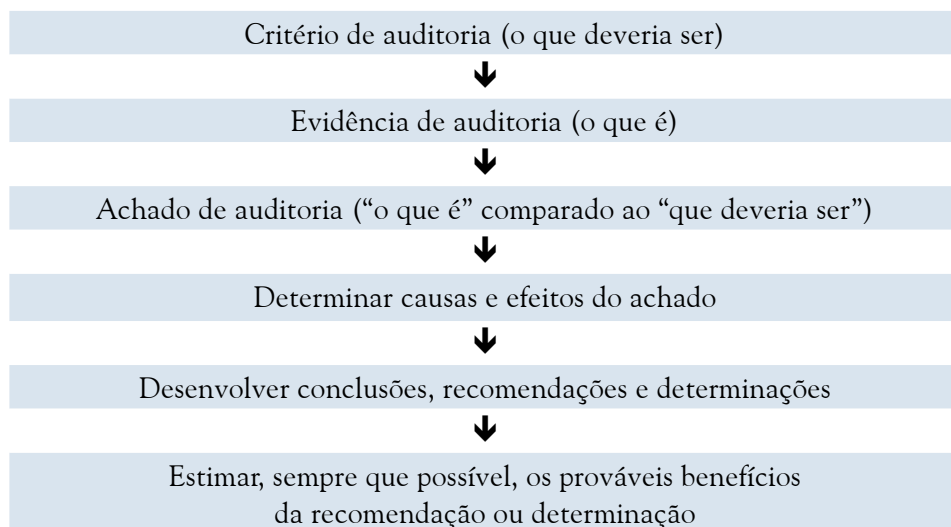 Critério de auditoria (o que deveria ser)
Evidência de auditoria (o que é)
Achado de auditoria (“o que é” comparado ao “que deveria ser”)
Determinar causas e efeitos do achado
Desenvolver conclusões, recomendações e determinações
Estimar, sempre que possível, os prováveis benefícios
da recomendação ou determinação